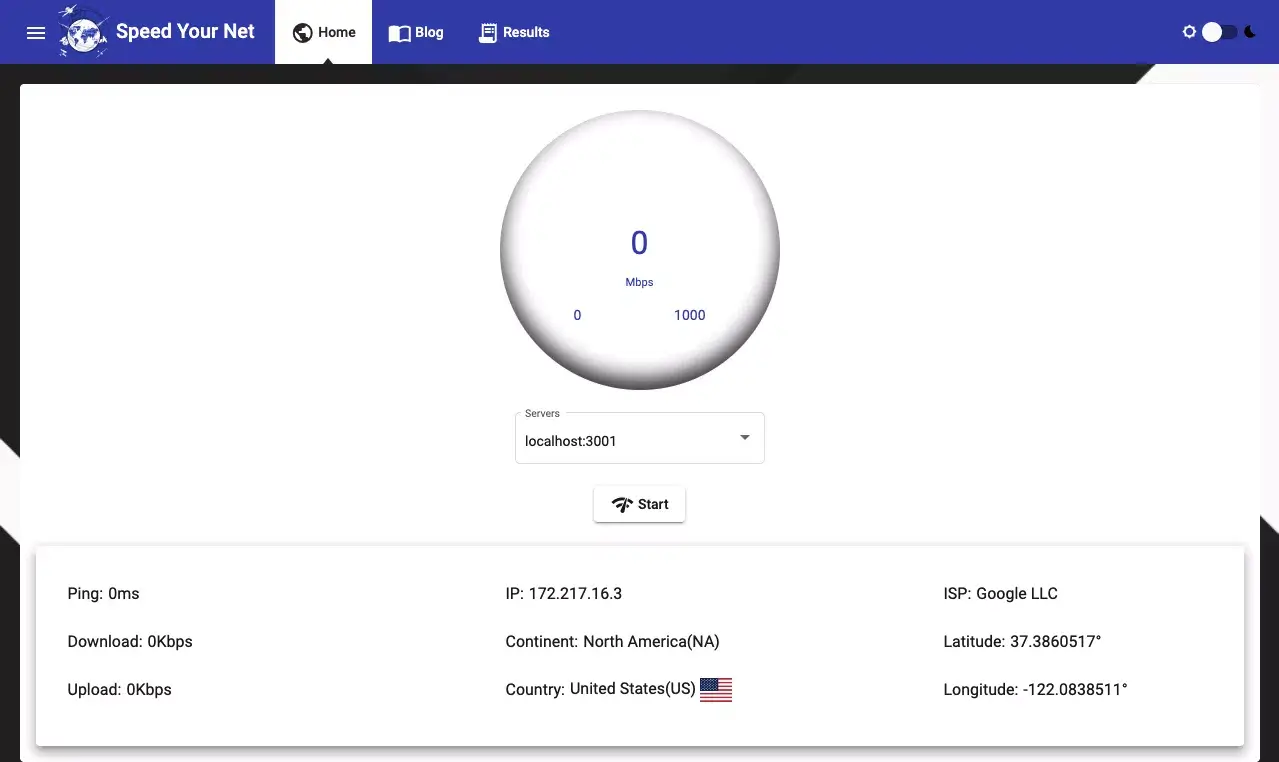 Speed Your Net
Home
Blog
Results
0
Mbps
0 1000
Servers
localhost:3001
Start
Ping: 0ms
IP: 172.217.16.3
ISP: Google LLC
Download: 0Kbps
Continent: North America(NA)
Latitude: 37.3860517°
Upload: 0Kbps
Country: United States(US)
Longitude: -122.0838511°